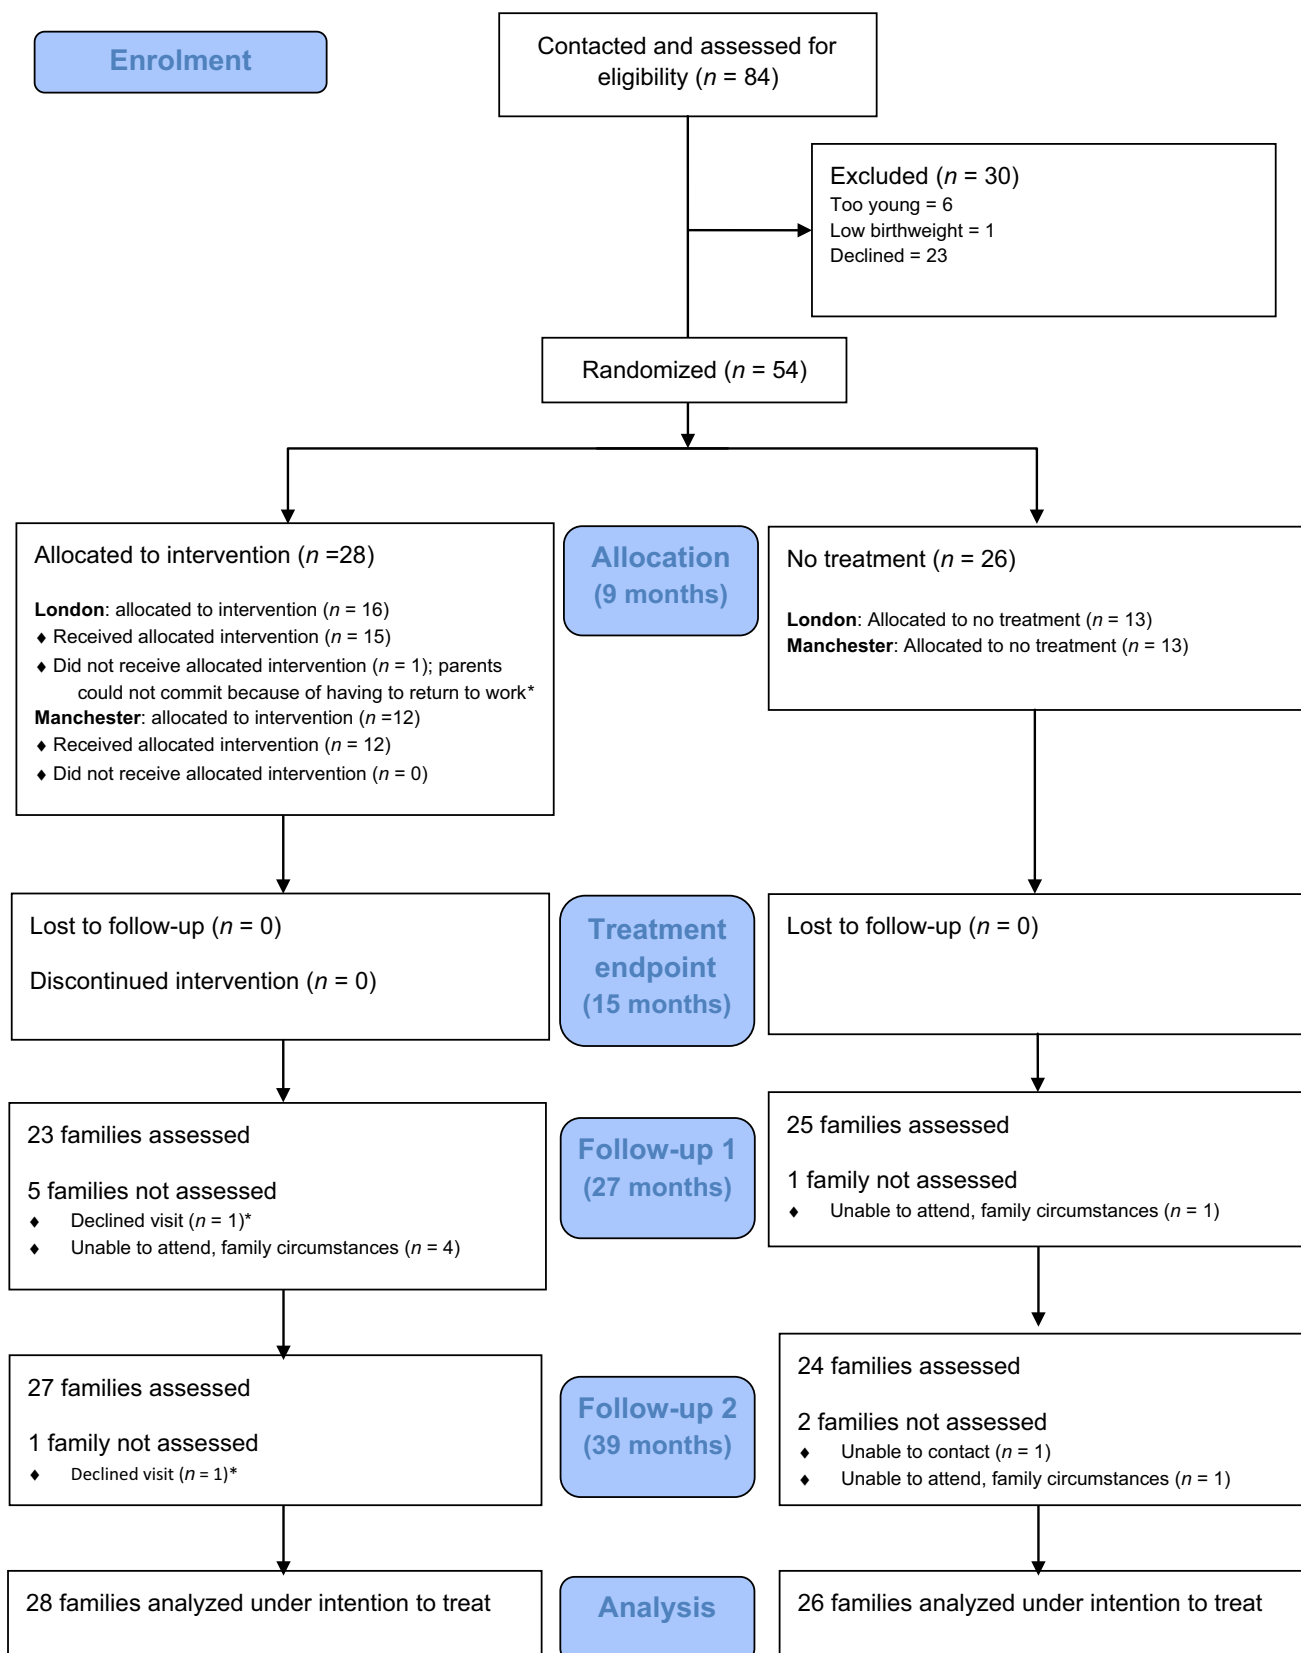 Enrolment
Contacted and assessed for
eligibility (n = 84)
Excluded (n = 30)
Too young = 6
Low birthweight = 1
Declined = 23
Randomized (n = 54)
Allocated to intervention (n =28)
London: allocated to intervention (n = 16)
♦ Received allocated intervention (n = 15)
♦ Did not receive allocated intervention (n = 1); parents
could not commit because of having to return to work*
Manchester: allocated to intervention (n =12)
♦ Received allocated intervention (n = 12)
♦ Did not receive allocated intervention (n = 0)
Allocation
(9 months)
No treatment (n = 26)
London: Allocated to no treatment (n = 13)
Manchester: Allocated to no treatment (n = 13)
Lost to follow-up (n = 0)
Discontinued intervention (n = 0)
Treatment
endpoint
(15 months)
Lost to follow-up (n = 0)
23 families assessed
5 families not assessed
♦ Declined visit (n = 1)*
♦ Unable to attend, family circumstances (n = 4)
Follow-up 1
(27 months)
25 families assessed
1 family not assessed
♦ Unable to attend, family circumstances (n = 1)
27 families assessed
1 family not assessed
♦ Declined visit (n = 1)*
Follow-up 2
(39 months)
24 families assessed
2 families not assessed
♦ Unable to contact (n = 1)
♦ Unable to attend, family circumstances (n = 1)
28 families analyzed under intention to treat
Analysis
26 families analyzed under intention to treat